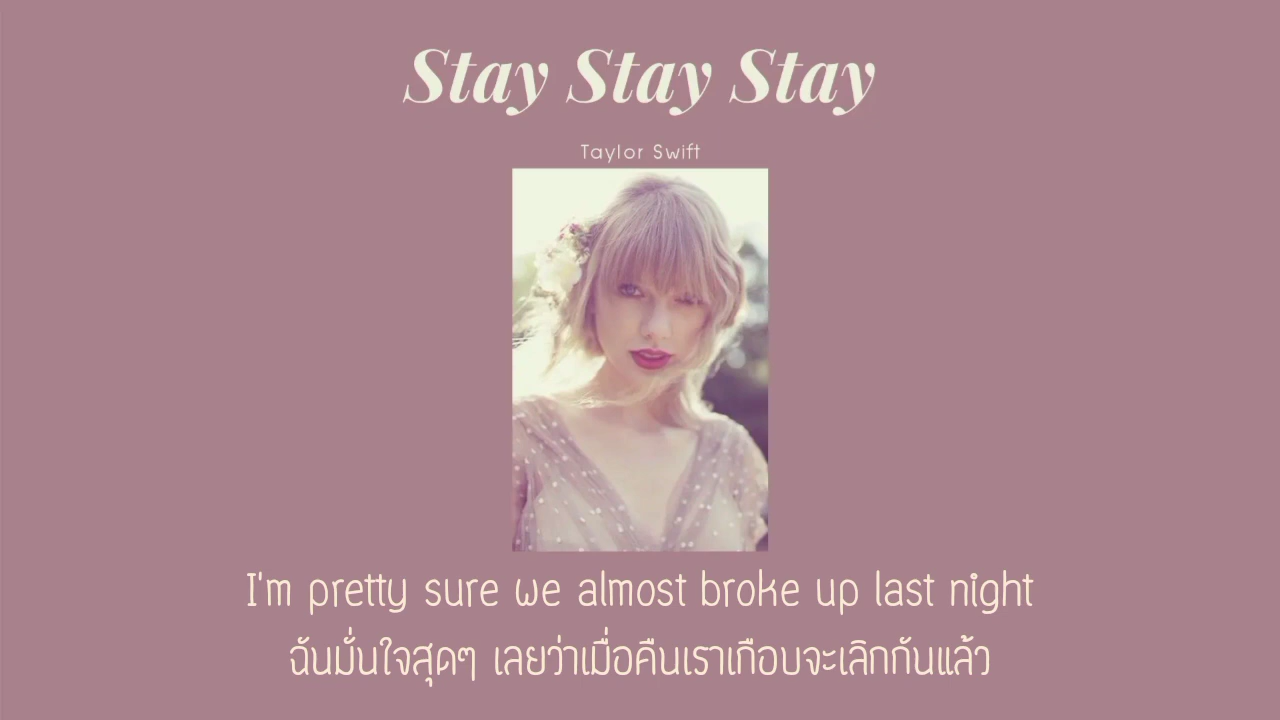 Stay Stay Stay
Taylor Swift
I'm pretty sure we almost broke up last night
ฉันมั่นใจสุดๆ เลยว่าเมื่อคืนเราเกือบจะเลิกกันแล้ว